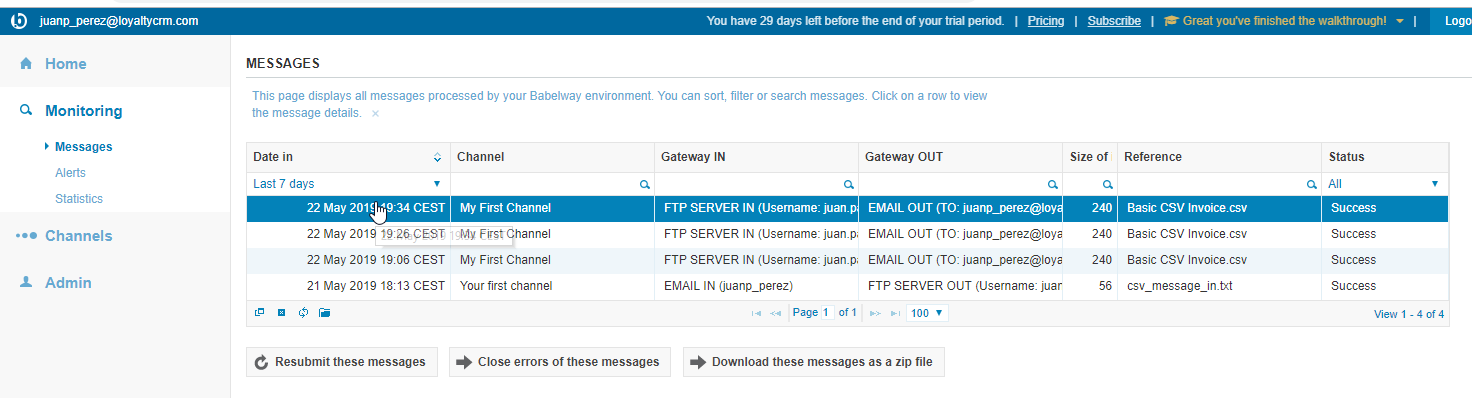 juanp_perez@loyaltycrm.com You have 29 days left before the end of your trial period. | Pricing | Subscribe | Great you've finished the walkthrough! | Logo
Home
Monitoring
Messages
Alerts
Statistics
Channels
Admin
MESSAGES
This page displays all messages processed by your Babelway environment. You can sort, filter or search messages. Click on a row to view
the message details. ×
Date in Channel Gateway IN Gateway OUT Size of Reference Status
Last 7 days All
22 May 2019 19:34 CEST My First Channel FTP SERVER IN (Username: juan.pa EMAIL OUT (TO: juanp_perez@loya 240 Basic CSV Invoice.csv Success
22 May 2019 19:26 CEST My First Channel FTP SERVER IN (Username: juan.pa EMAIL OUT (TO: juanp_perez@loya 240 Basic CSV Invoice.csv Success
22 May 2019 19:06 CEST My First Channel FTP SERVER IN (Username: juan.pa EMAIL OUT (TO: juanp_perez@loya 240 Basic CSV Invoice.csv Success
21 May 2019 18:13 CEST Your first channel EMAIL IN (juanp_perez) FTP SERVER OUT (Username: juan 56 csv_message_in.txt Success
Page 1 of 1 100 View 1 - 4 of 4
Resubmit these messages Close errors of these messages Download these messages as a zip file